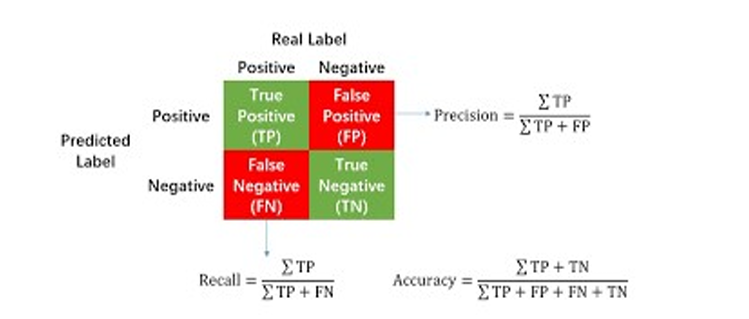 Real Label
Positive Negative
Predicted Label
Positive
True Positive (TP)
False Positive (FP)
Precision = ∑ TP / ∑ TP + FP
Negative
False Negative (FN)
True Negative (TN)
Recall = ∑ TP / ∑ TP + FN
Accuracy = ∑ TP + TN / ∑ TP + FP + FN + TN